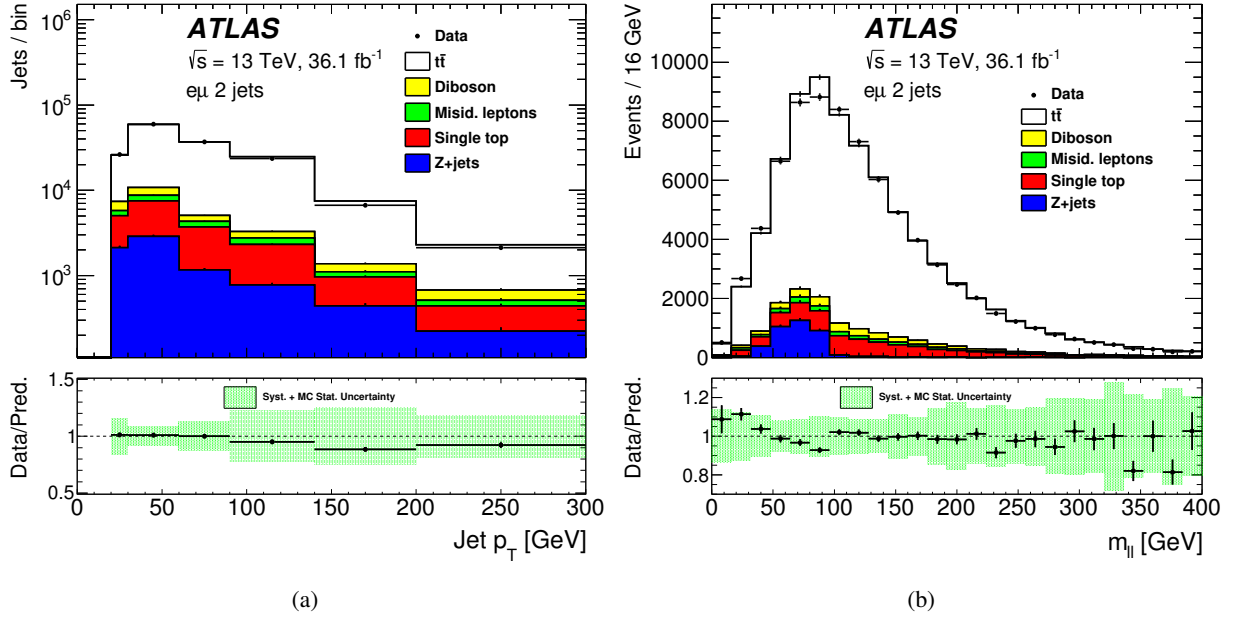 Jets / bin
10⁶
10⁵
10⁴
10³
ATLAS
√s = 13 TeV, 36.1 fb⁻¹
eμ 2 jets
Data
tt̄
Diboson
Misid. leptons
Single top
Z+jets
Data/Pred.
1.5
1
0.5
Syst. + MC Stat. Uncertainty
0 50 100 150 200 250 300
Jet p_T [GeV]
(a)
Events / 16 GeV
10000
8000
6000
4000
2000
0
ATLAS
√s = 13 TeV, 36.1 fb⁻¹
eμ 2 jets
Data
tt̄
Diboson
Misid. leptons
Single top
Z+jets
Data/Pred.
1.2
1
0.8
Syst. + MC Stat. Uncertainty
0 50 100 150 200 250 300 350 400
m_ll [GeV]
(b)